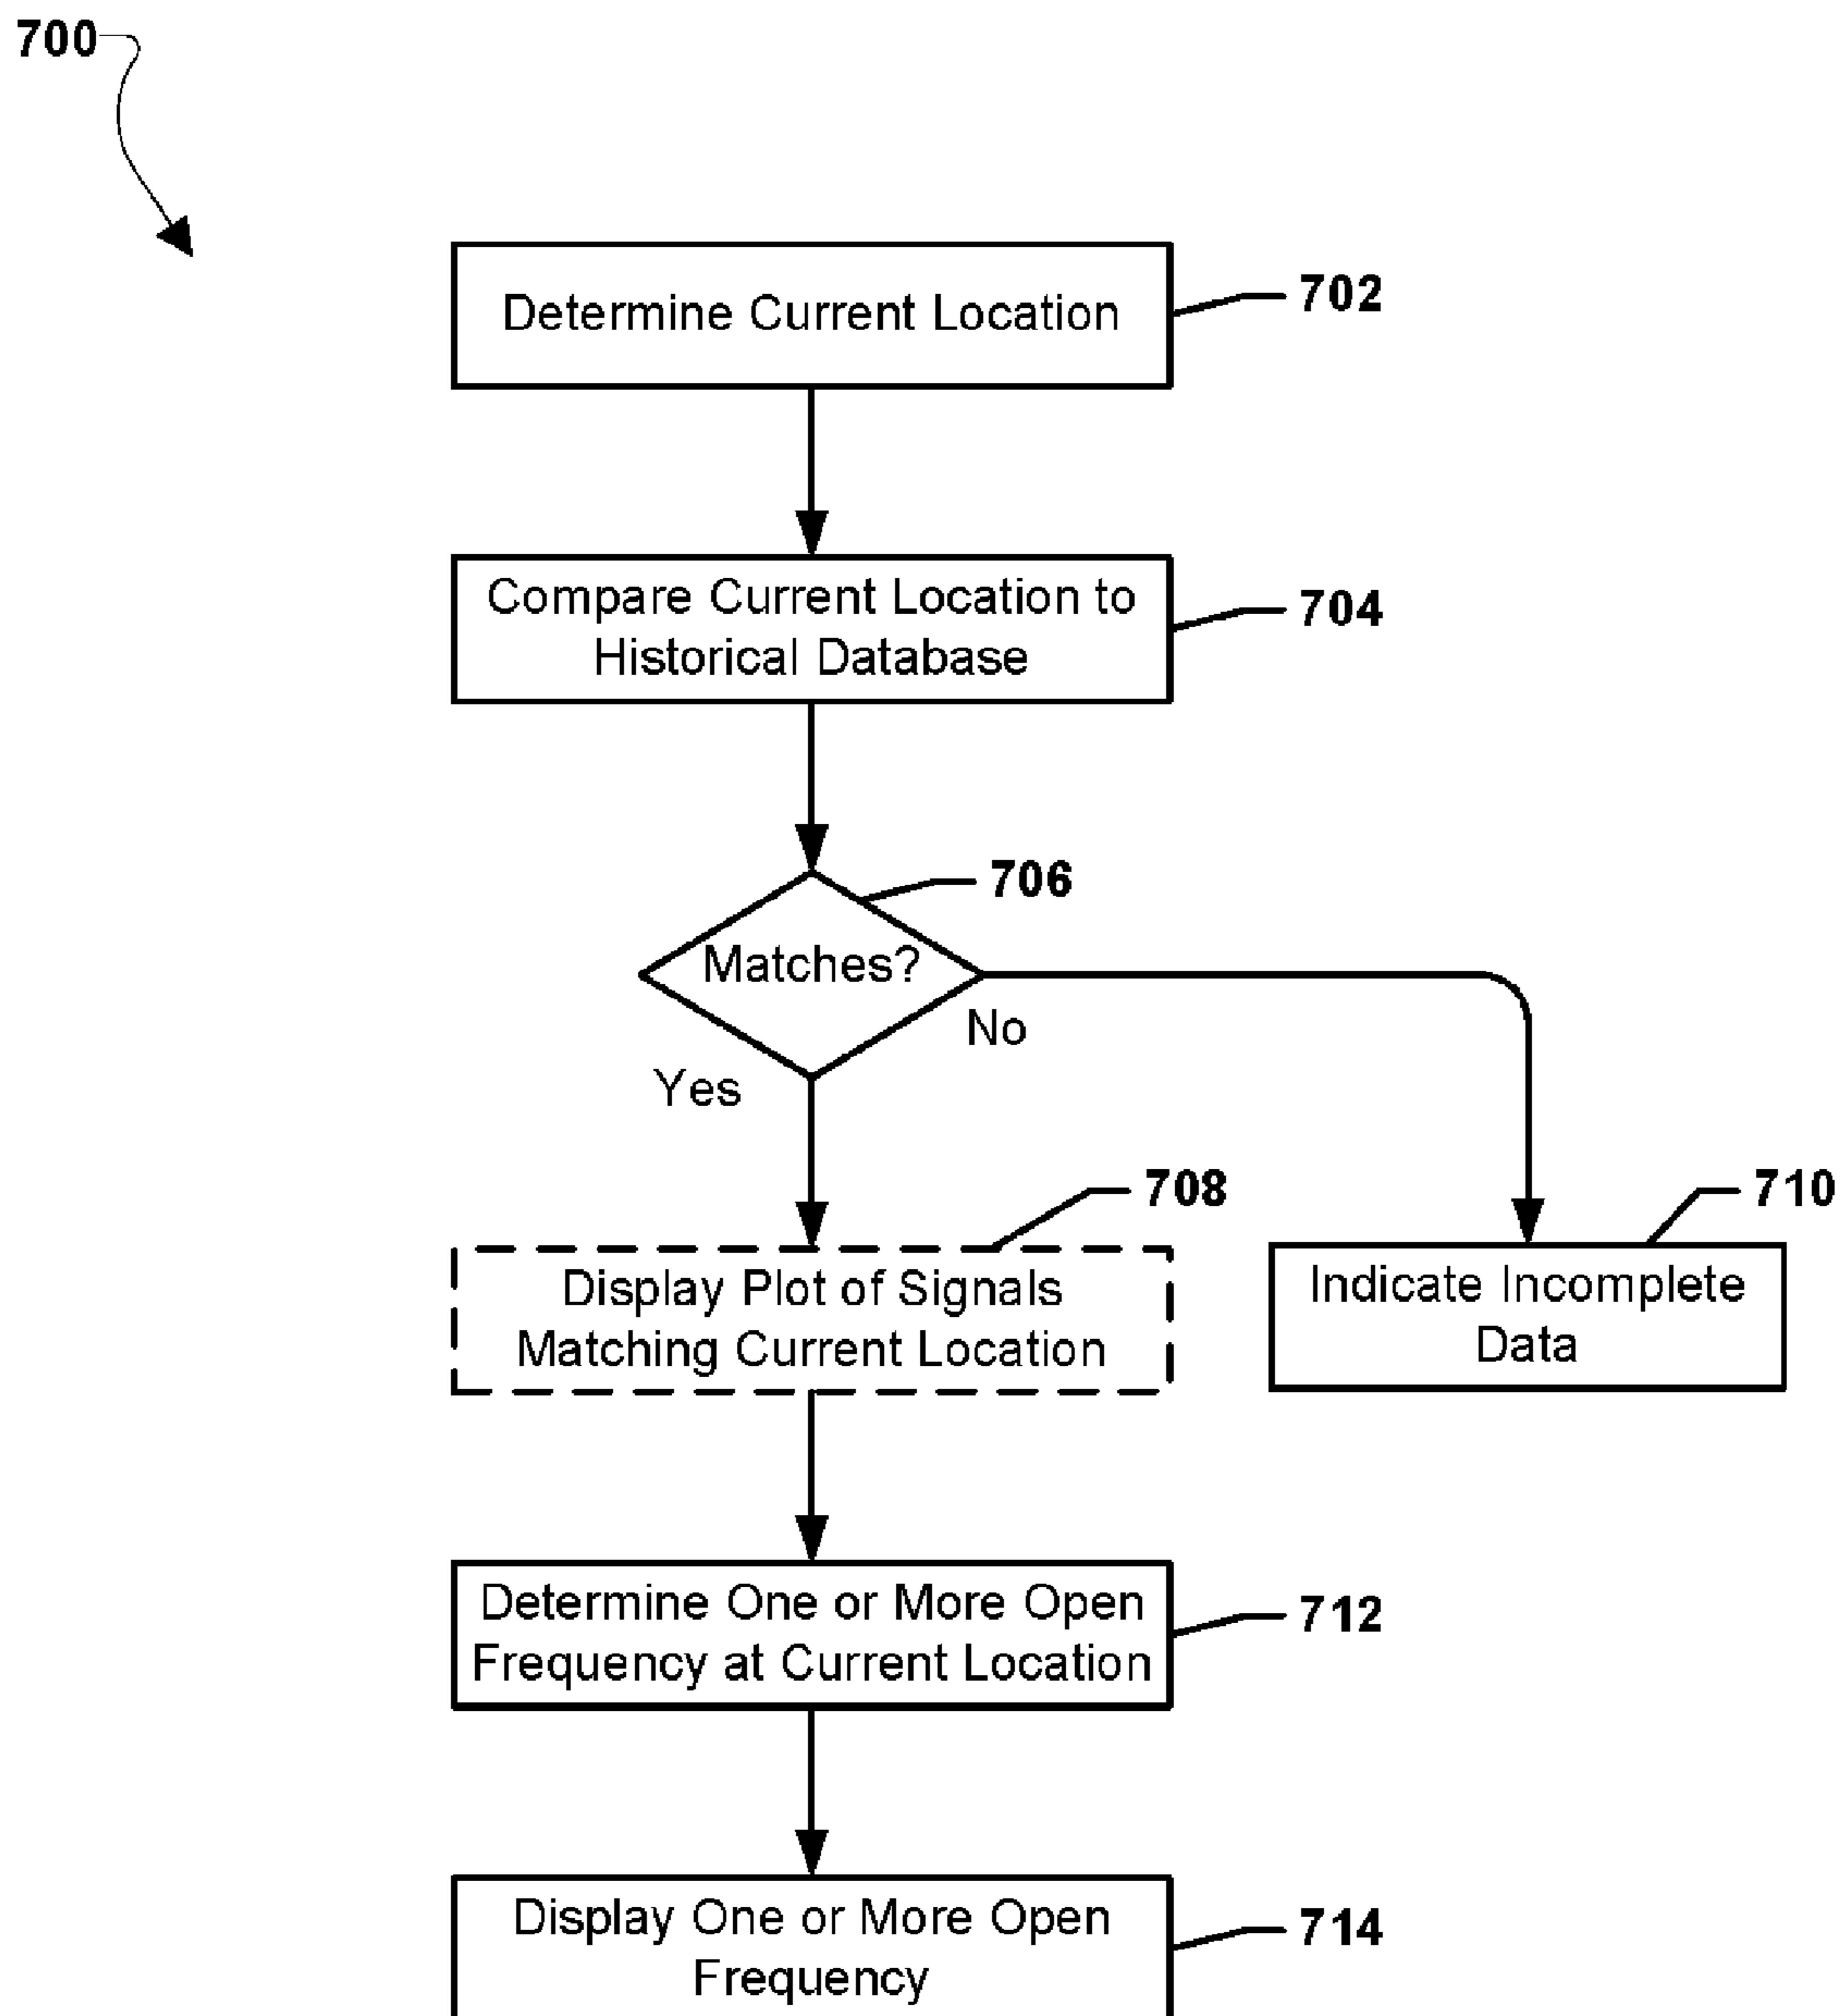 700
Determine Current Location
702
Compare Current Location to
Historical Database
704
706
Matches?
No
Yes
708
710
Display Plot of Signals
Matching Current Location
Indicate Incomplete
Data
Determine One or More Open
Frequency at Current Location
712
Display One or More Open
Frequency
714